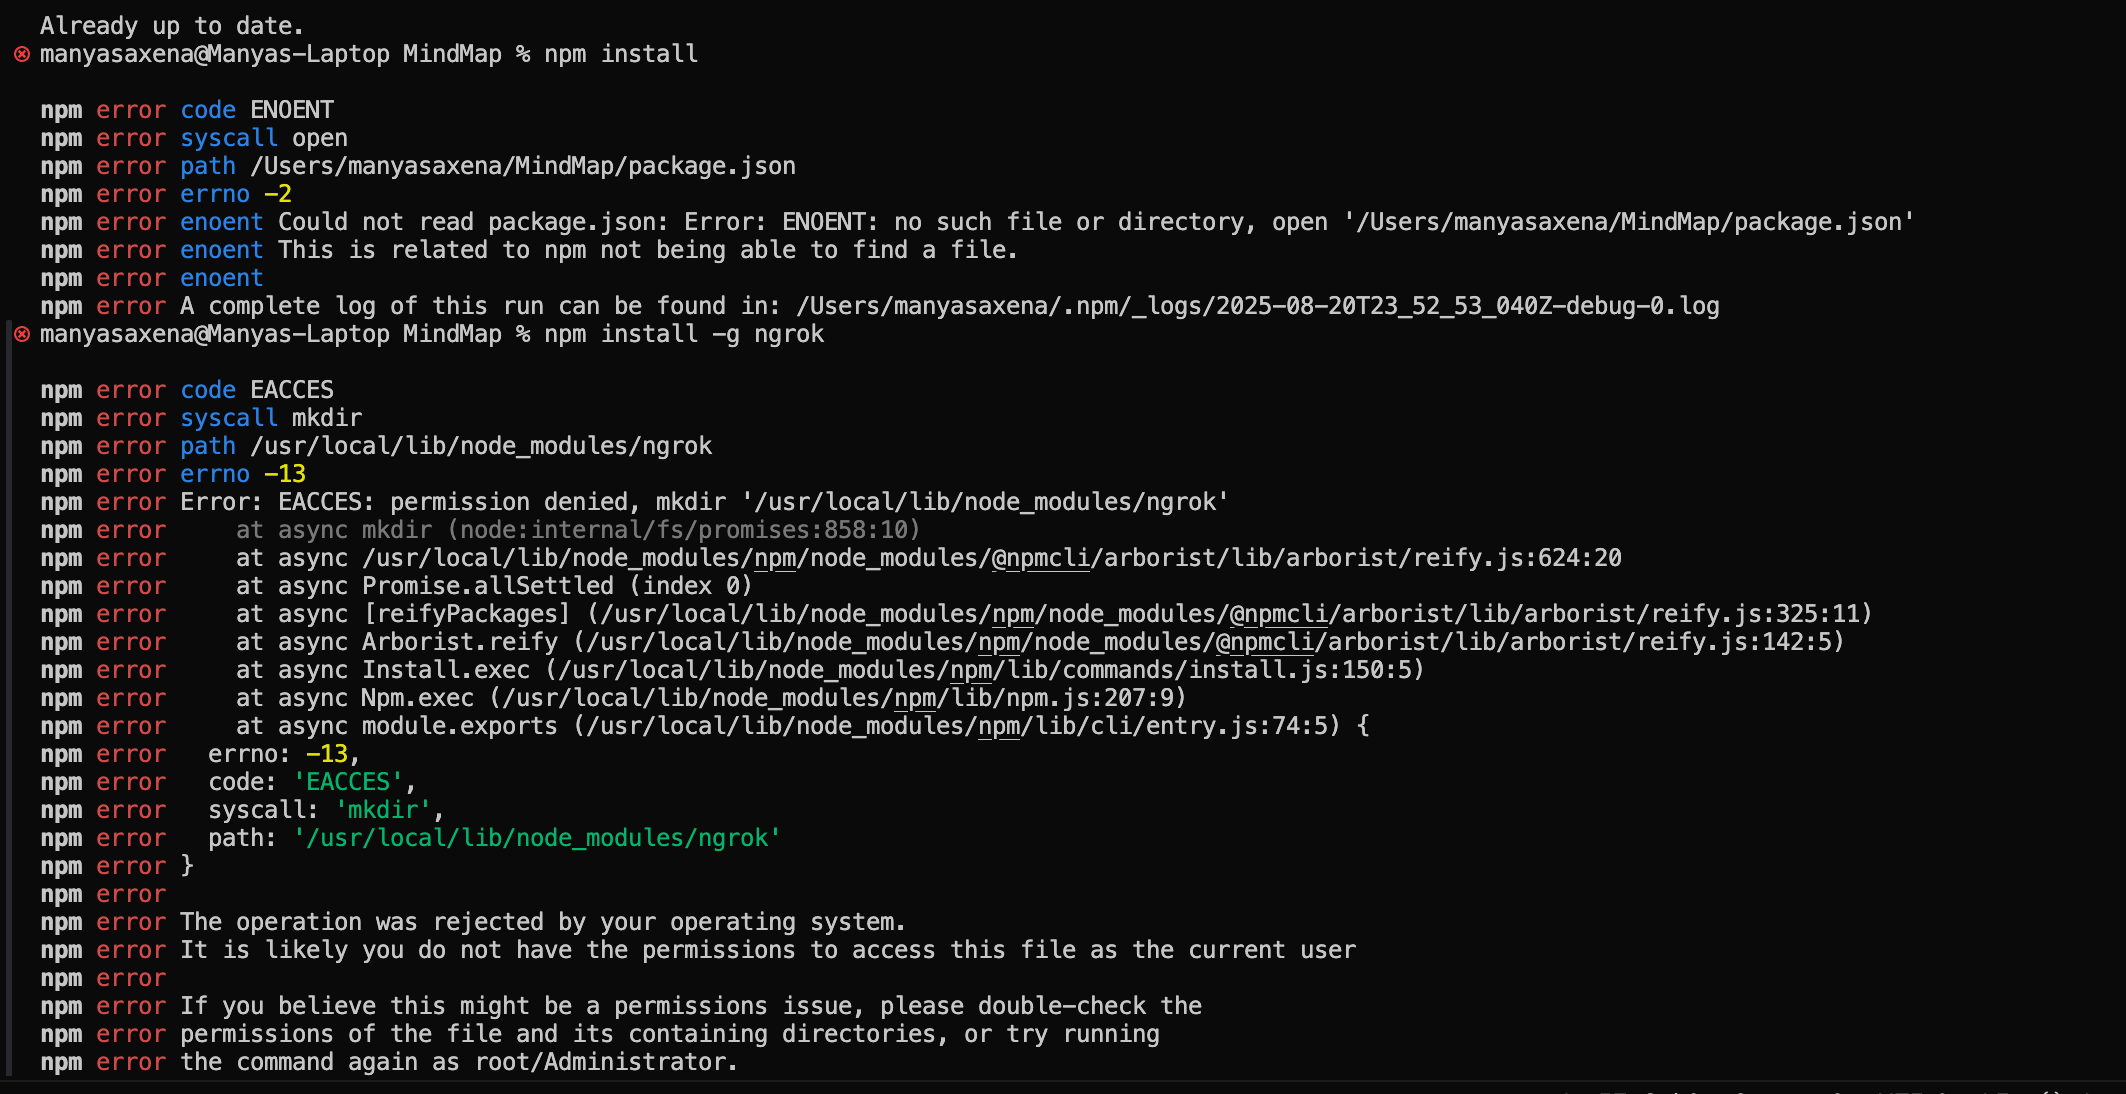 Already up to date.
manyasaxena@Manyas-Laptop MindMap % npm install
npm error code ENOENT
npm error syscall open
npm error path /Users/manyasaxena/MindMap/package.json
npm error errno -2
npm error enoent Could not read package.json: Error: ENOENT: no such file or directory, open '/Users/manyasaxena/MindMap/package.json'
npm error enoent This is related to npm not being able to find a file.
npm error enoent
npm error A complete log of this run can be found in: /Users/manyasaxena/.npm/_logs/2025-08-20T23_52_53_040Z-debug-0.log
manyasaxena@Manyas-Laptop MindMap % npm install -g ngrok
npm error code EACCES
npm error syscall mkdir
npm error path /usr/local/lib/node_modules/ngrok
npm error errno -13
npm error Error: EACCES: permission denied, mkdir '/usr/local/lib/node_modules/ngrok'
npm error     at async mkdir (node:internal/fs/promises:858:10)
npm error     at async /usr/local/lib/node_modules/npm/node_modules/@npmcli/arborist/lib/arborist/reify.js:624:20
npm error     at async Promise.allSettled (index 0)
npm error     at async [reifyPackages] (/usr/local/lib/node_modules/npm/node_modules/@npmcli/arborist/lib/arborist/reify.js:325:11)
npm error     at async Arborist.reify (/usr/local/lib/node_modules/npm/node_modules/@npmcli/arborist/lib/arborist/reify.js:142:5)
npm error     at async Install.exec (/usr/local/lib/node_modules/npm/lib/commands/install.js:150:5)
npm error     at async Npm.exec (/usr/local/lib/node_modules/npm/lib/npm.js:207:9)
npm error     at async module.exports (/usr/local/lib/node_modules/npm/lib/cli/entry.js:74:5) {
npm error   errno: -13,
npm error   code: 'EACCES',
npm error   syscall: 'mkdir',
npm error   path: '/usr/local/lib/node_modules/ngrok'
npm error }
npm error
npm error The operation was rejected by your operating system.
npm error It is likely you do not have the permissions to access this file as the current user
npm error
npm error If you believe this might be a permissions issue, please double-check the
npm error permissions of the file and its containing directories, or try running
npm error the command again as root/Administrator.